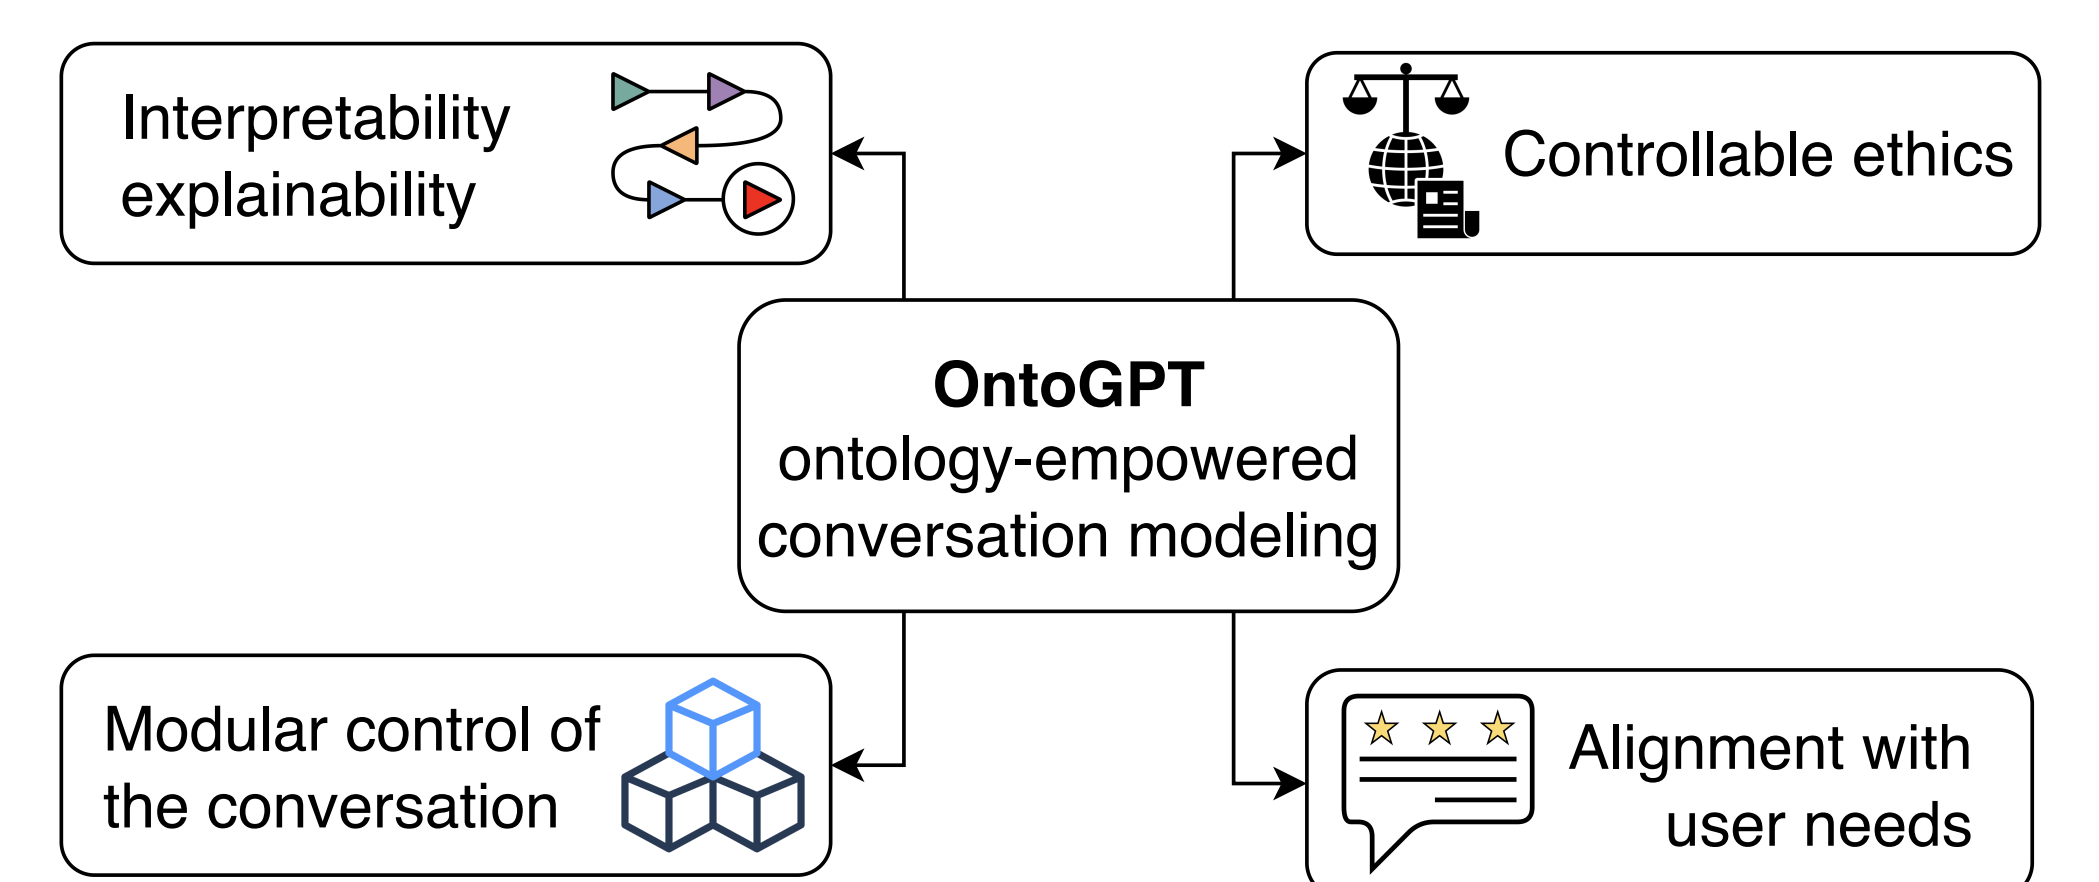 Interpretability
explainability
Controllable ethics
OntoGPT
ontology-empowered
conversation modeling
Modular control of
the conversation
Alignment with
user needs